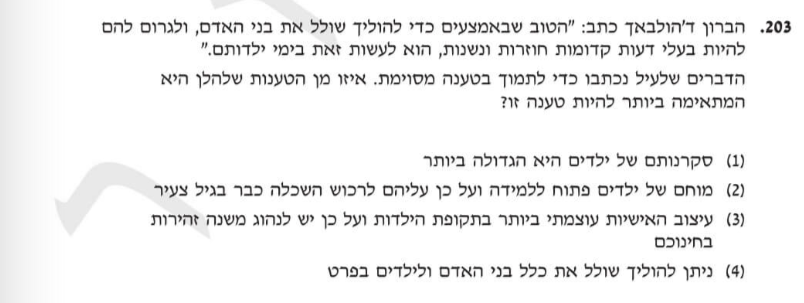 203. הברון ד'הולבאך כתב: "הטוב שבאמצעים כדי להוליך שולל את בני האדם, ולגרום להם
להיות בעלי דעות קדומות חוזרות ונשנות, הוא לעשות זאת בימי ילדותם."
הדברים שלעיל נכתבו כדי לתמוך בטענה מסוימת. איזו מן הטענות שלהלן היא
המתאימה ביותר להיות טענה זו?
(1) סקרנותם של ילדים היא הגדולה ביותר
(2) מוחם של ילדים פתוח ללמידה ועל כן עליהם לרכוש השכלה כבר בגיל צעיר
(3) עיצוב האישיות עוצמתי ביותר בתקופת הילדות ועל כן יש לנהוג משנה זהירות
בחינוכם
(4) ניתן להוליך שולל את כלל בני האדם ולילדים בפרט